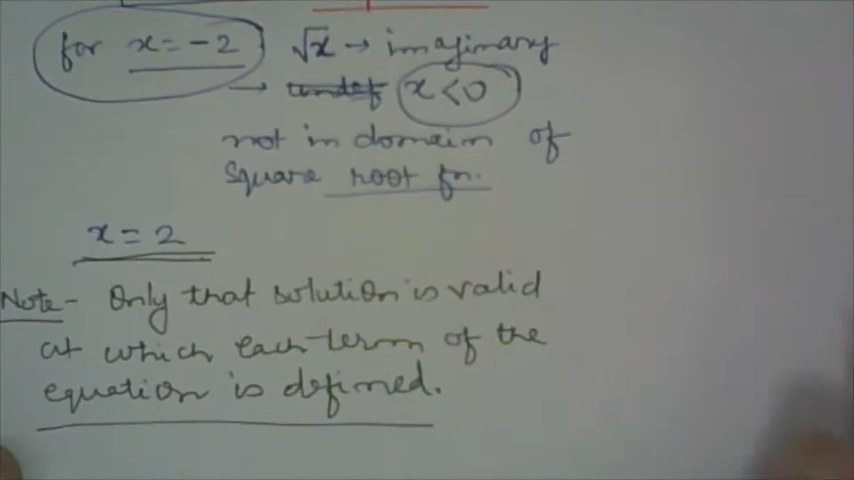 for x = -2 √x → imaginary
→ undef x < 0
not in domain of
square root fn.
x = 2
Note - Only that solution is valid
at which each term of the
equation is defined.